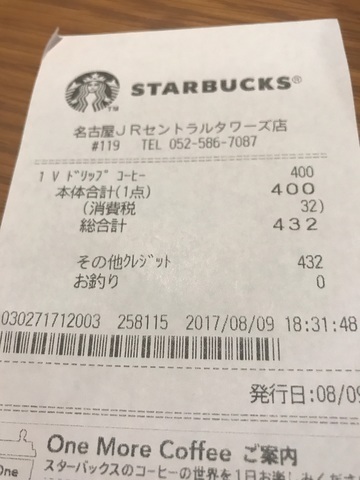 STARBUCKS®
TM
名古屋JRセントラルタワーズ店
#119 TEL 052-586-7087
1 V ドリップ コーヒー 400
本体合計(1点) 400
(消費税 32)
総合計 432
その他クレジット 432
お釣り 0
030271712003 258115 2017/08/09 18:31:48
発行日:08/09
One More Coffee ご案内
スターバックスのコーヒーの世界を1日お楽しみくださ
One